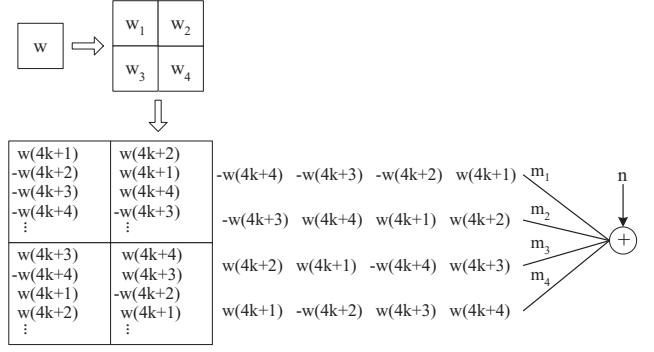 w
w₁ w₂
w₃ w₄
w(4k+1) w(4k+2)
-w(4k+2) w(4k+1)
-w(4k+3) w(4k+4)
-w(4k+4) -w(4k+3)
⋮ ⋮
w(4k+3) w(4k+4)
-w(4k+4) w(4k+3)
w(4k+1) -w(4k+2)
w(4k+2) w(4k+1)
⋮ ⋮
-w(4k+4) -w(4k+3) -w(4k+2) w(4k+1) m₁
-w(4k+3) w(4k+4) w(4k+1) w(4k+2) m₂
w(4k+2) w(4k+1) -w(4k+4) w(4k+3) m₃
w(4k+1) -w(4k+2) w(4k+3) w(4k+4) m₄
n
+